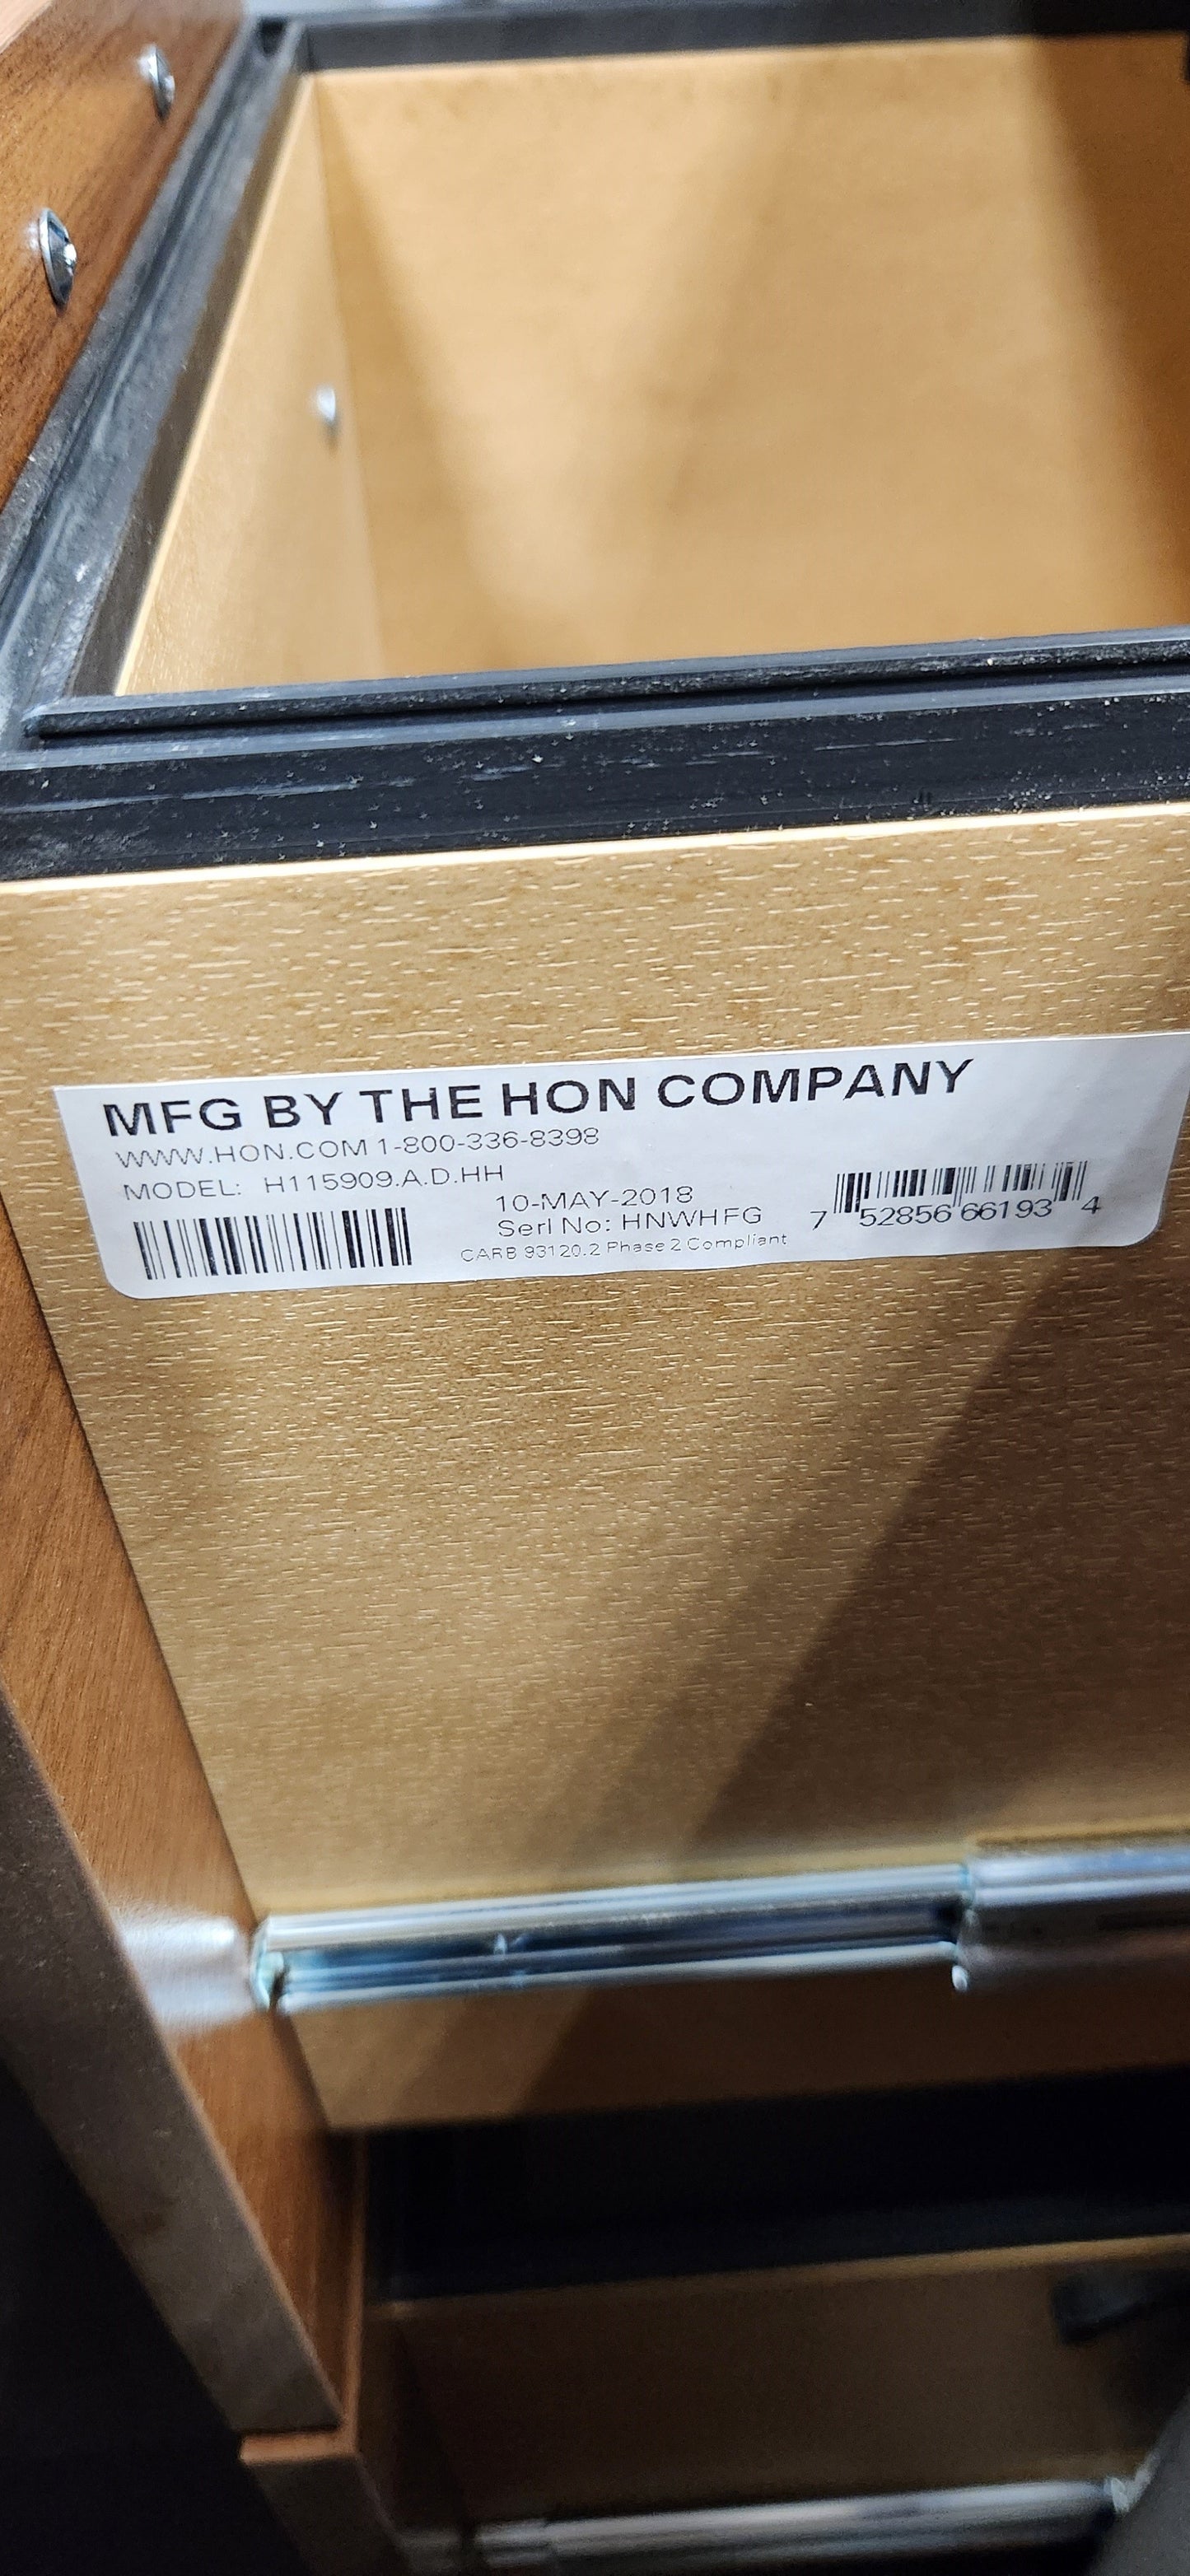 MFG BY THE HON COMPANY
WWW.HON.COM 1-800-336-8398
MODEL: H115909.A.D.HH
10-MAY-2018
Serl No: HNWHFG
CARB 93120.2 Phase 2 Compliant
7 52856 66193 4